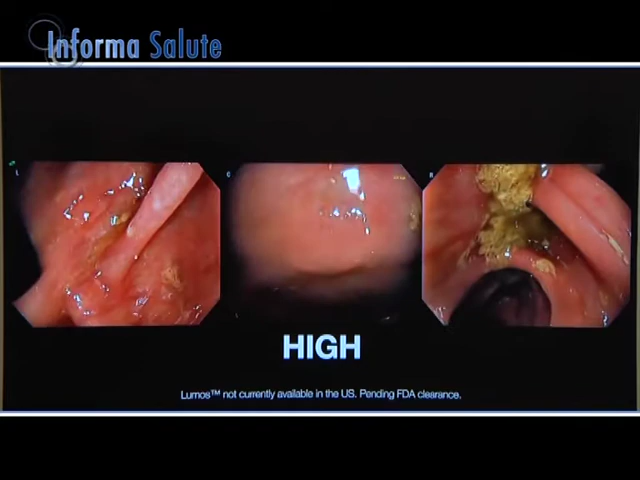 Informa Salute
L
C
R
HIGH
Lumos™ not currently available in the US. Pending FDA clearance.